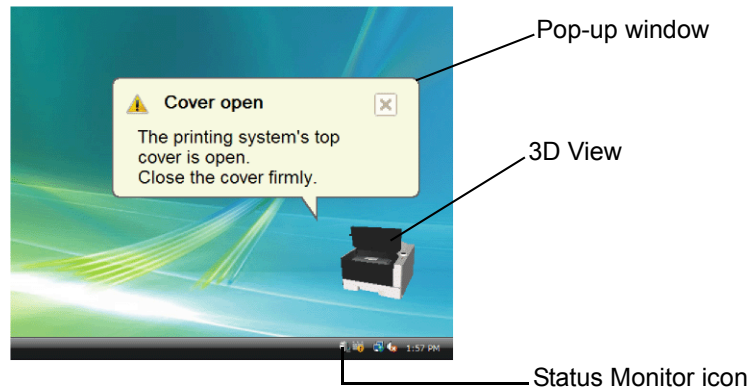 Pop-up window
Cover open
The printing system's top
cover is open.
Close the cover firmly.
3D View
1:57 PM
Status Monitor icon